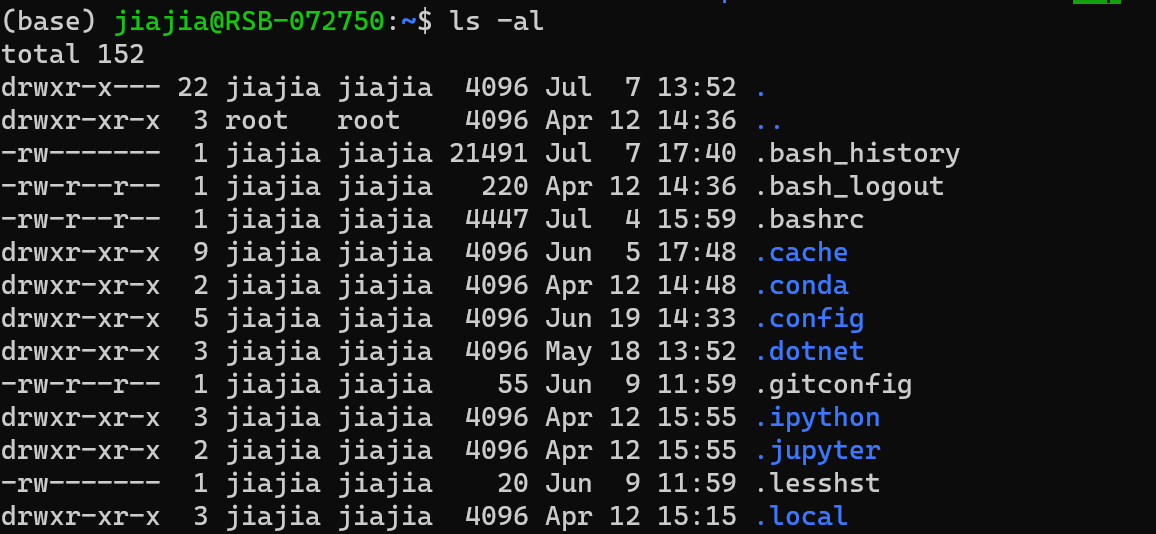 (base) jiajia@RSB-072750:~$ ls -al
total 152
drwxr-x--- 22 jiajia jiajia  4096 Jul  7 13:52 .
drwxr-xr-x  3 root   root    4096 Apr 12 14:36 ..
-rw-------  1 jiajia jiajia 21491 Jul  7 17:40 .bash_history
-rw-r--r--  1 jiajia jiajia   220 Apr 12 14:36 .bash_logout
-rw-r--r--  1 jiajia jiajia  4447 Jul  4 15:59 .bashrc
drwxr-xr-x  9 jiajia jiajia  4096 Jun  5 17:48 .cache
drwxr-xr-x  2 jiajia jiajia  4096 Apr 12 14:48 .conda
drwxr-xr-x  5 jiajia jiajia  4096 Jun 19 14:33 .config
drwxr-xr-x  3 jiajia jiajia  4096 May 18 13:52 .dotnet
-rw-r--r--  1 jiajia jiajia    55 Jun  9 11:59 .gitconfig
drwxr-xr-x  3 jiajia jiajia  4096 Apr 12 15:55 .ipython
drwxr-xr-x  2 jiajia jiajia  4096 Apr 12 15:55 .jupyter
-rw-------  1 jiajia jiajia    20 Jun  9 11:59 .lesshst
drwxr-xr-x  3 jiajia jiajia  4096 Apr 12 15:15 .local